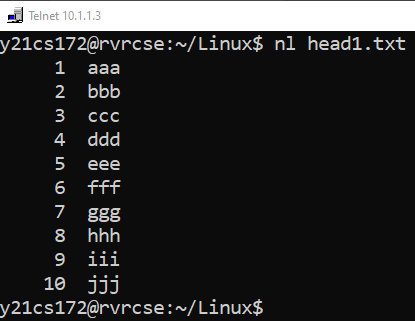 Telnet 10.1.1.3
y21cs172@rvrcse:~/Linux$ nl head1.txt
1 aaa
2 bbb
3 ccc
4 ddd
5 eee
6 fff
7 ggg
8 hhh
9 iii
10 jjj
y21cs172@rvrcse:~/Linux$